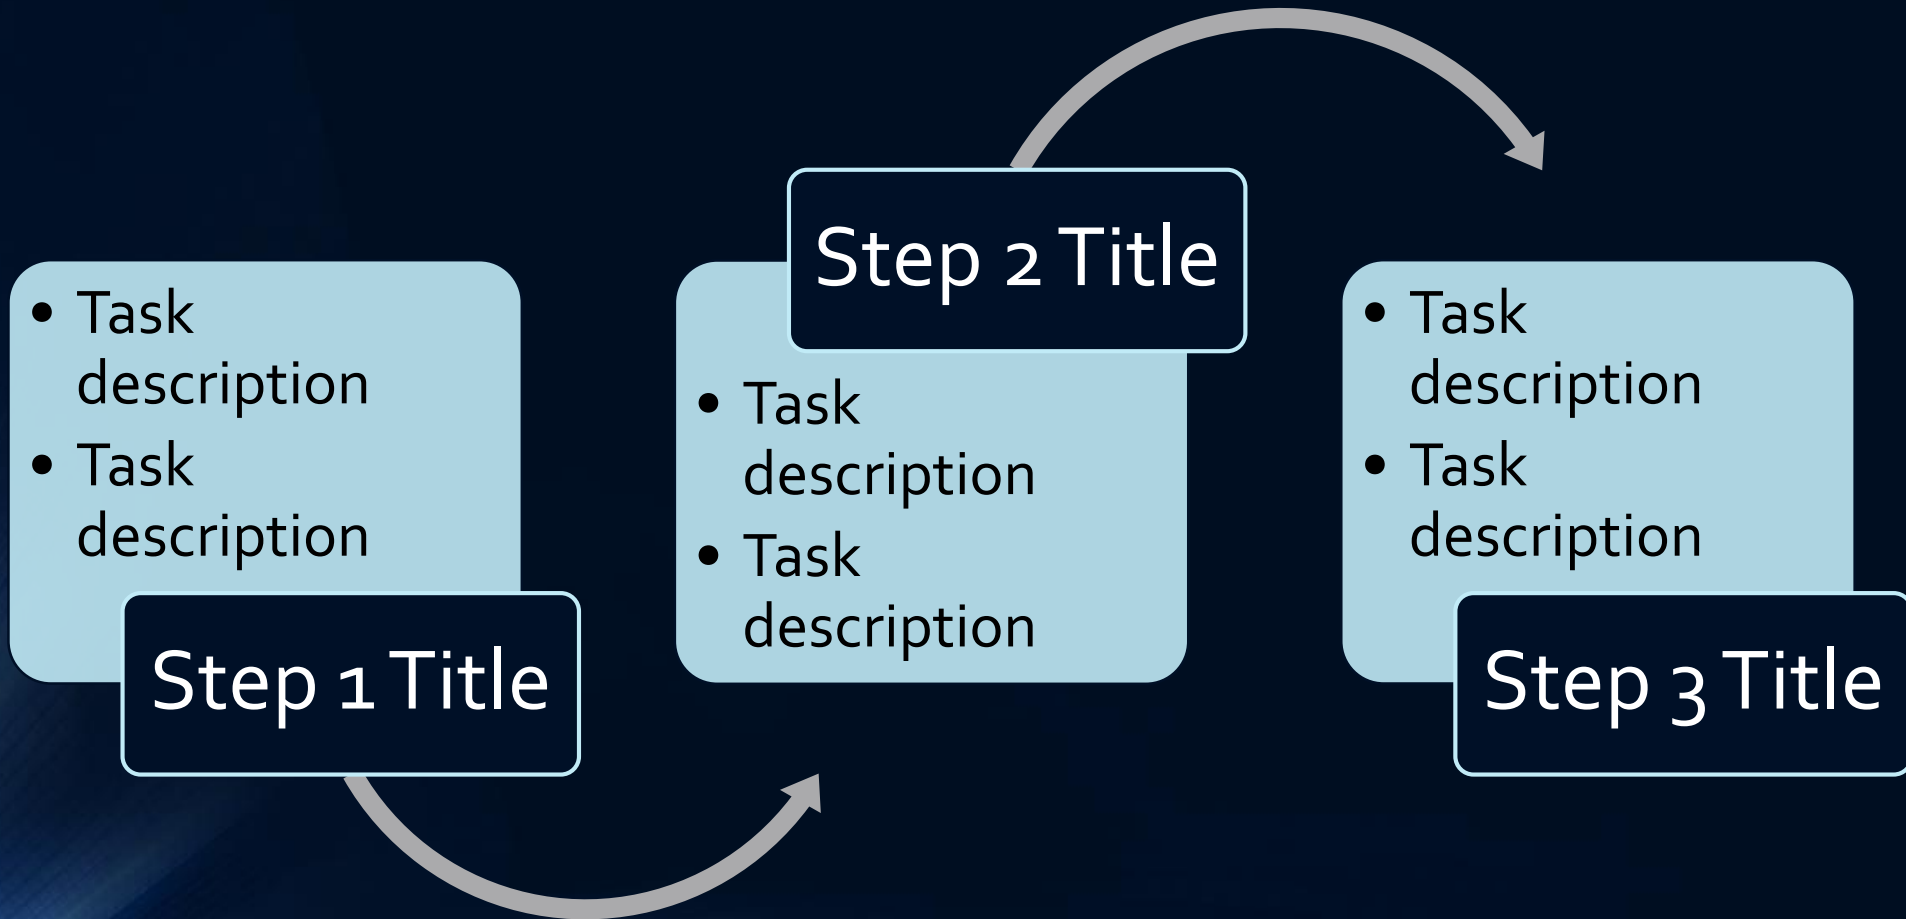 • Task
description
• Task
description
Step 1 Title
Step 2 Title
• Task
description
• Task
description
• Task
description
• Task
description
Step 3 Title